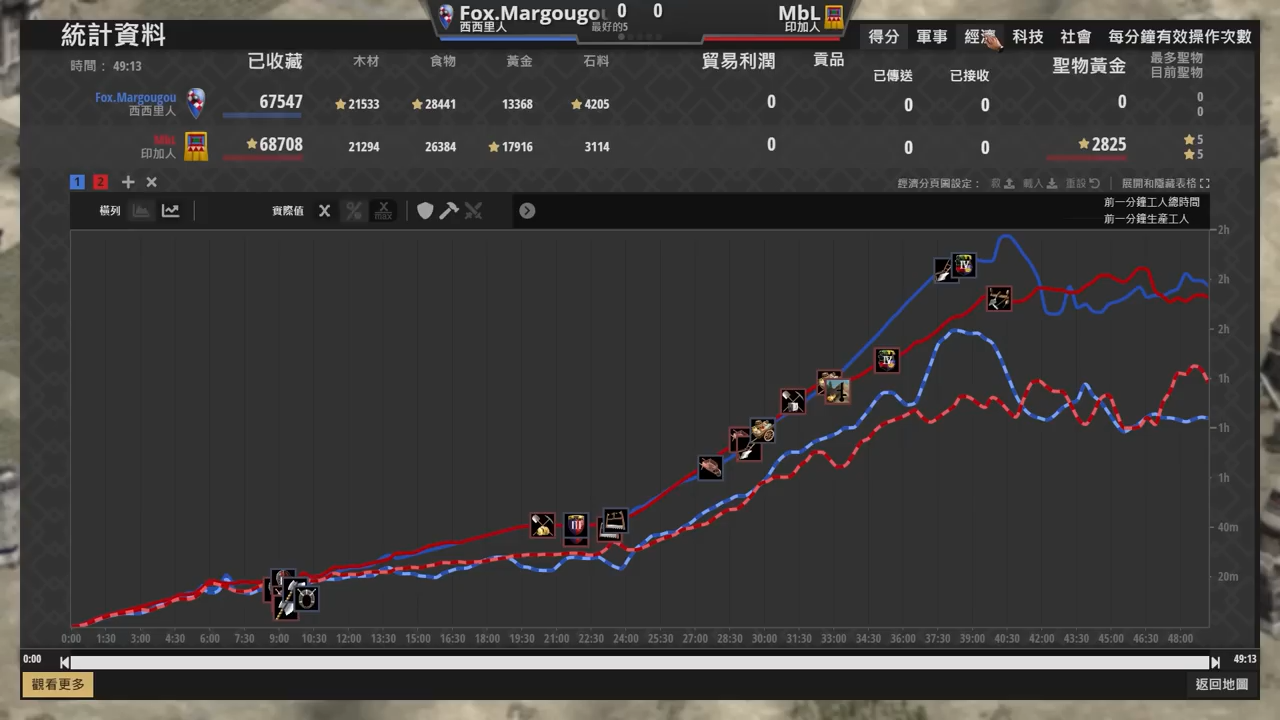 Fox.Margougou 0 0 MbL
西西里人 最好的5 印加人
統計資料
得分 軍事 經濟 科技 社會 每分鐘有效操作次數
時間： 49:13
已收藏 木材 食物 黃金 石料 貿易利潤 貢品 已傳送 已接收 聖物黃金 最多聖物
目前聖物
Fox.Margougou
西西里人
67547 21533 28441 13368 4205 0 0 0 0 0
0
MbL
印加人
68708 21294 26384 17916 3114 0 0 0 2825 5
5
1 2
經濟分頁圖設定： 載入 重設 展開和隱藏表格
橫列 實際值 X % X
max
前一分鐘工人總時間
前一分鐘生產工人
2h
2h
2h
1h
1h
1h
40m
20m
IV
IV
III
0:00 1:30 3:00 4:30 6:00 7:30 9:00 10:30 12:00 13:30 15:00 16:30 18:00 19:30 21:00 22:30 24:00 25:30 27:00 28:30 30:00 31:30 33:00 34:30 36:00 37:30 39:00 40:30 42:00 43:30 45:00 46:30 48:00
0:00 49:13
觀看更多 返回地圖